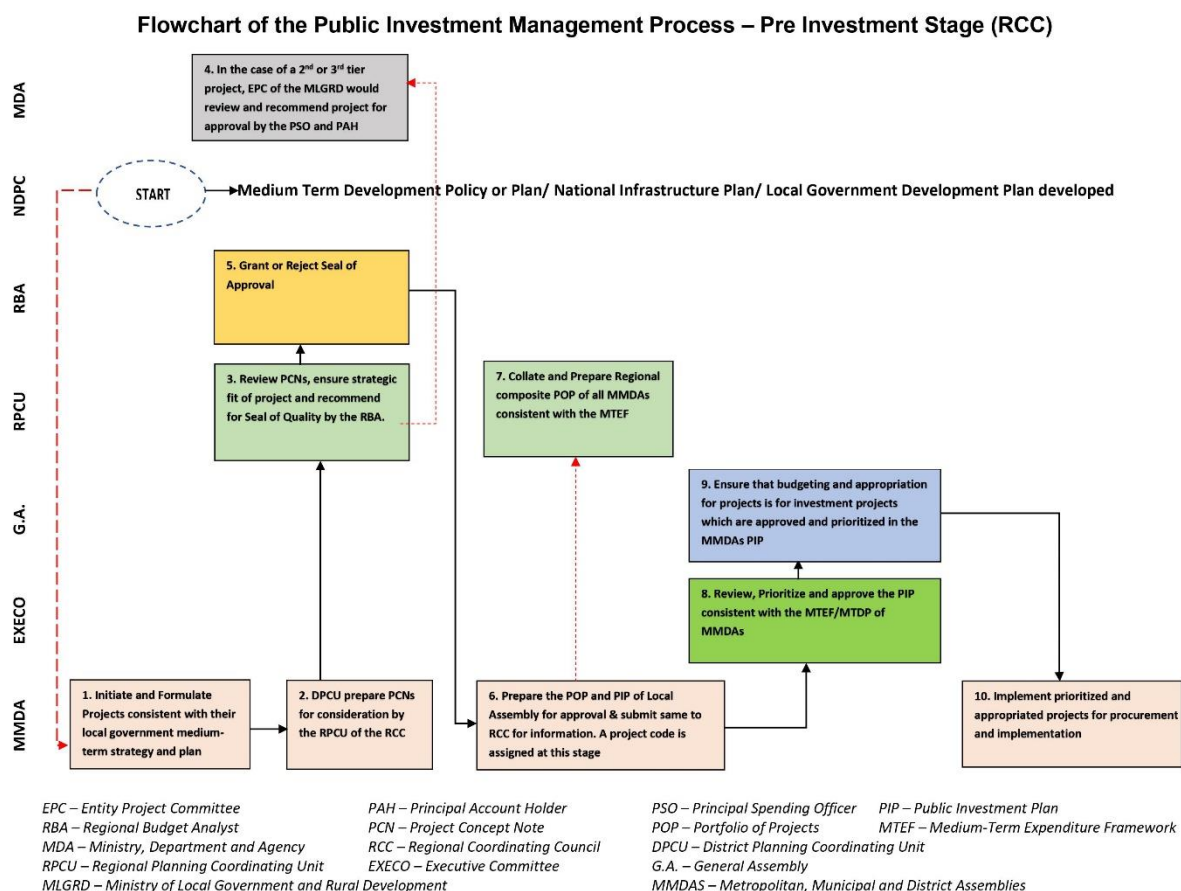 Flowchart of the Public Investment Management Process – Pre Investment Stage (RCC)
MDA
4. In the case of a 2nd or 3rd tier
project, EPC of the MLGRD would
review and recommend project for
approval by the PSO and PAH
NDPC
START
Medium Term Development Policy or Plan/ National Infrastructure Plan/ Local Government Development Plan developed
RBA
5. Grant or Reject Seal of
Approval
RPCU
3. Review PCNs, ensure strategic
fit of project and recommend
for Seal of Quality by the RBA.
7. Collate and Prepare Regional
composite POP of all MMDAs
consistent with the MTEF
G.A.
9. Ensure that budgeting and appropriation
for projects is for investment projects
which are approved and prioritized in the
MMDAs PIP
EXECO
8. Review, Prioritize and approve the PIP
consistent with the MTEF/MTDP of
MMDAs
MMDA
1. Initiate and Formulate
Projects consistent with their
local government medium-
term strategy and plan
2. DPCU prepare PCNs
for consideration by
the RPCU of the RCC
6. Prepare the POP and PIP of Local
Assembly for approval & submit same to
RCC for information. A project code is
assigned at this stage
10. Implement prioritized and
appropriated projects for procurement
and implementation
EPC – Entity Project Committee
PAH – Principal Account Holder
PSO – Principal Spending Officer
PIP – Public Investment Plan
RBA – Regional Budget Analyst
PCN – Project Concept Note
POP – Portfolio of Projects
MTEF – Medium-Term Expenditure Framework
MDA – Ministry, Department and Agency
RCC – Regional Coordinating Council
DPCU – District Planning Coordinating Unit
RPCU – Regional Planning Coordinating Unit
EXECO – Executive Committee
G.A. – General Assembly
MLGRD – Ministry of Local Government and Rural Development
MMDAS – Metropolitan, Municipal and District Assemblies